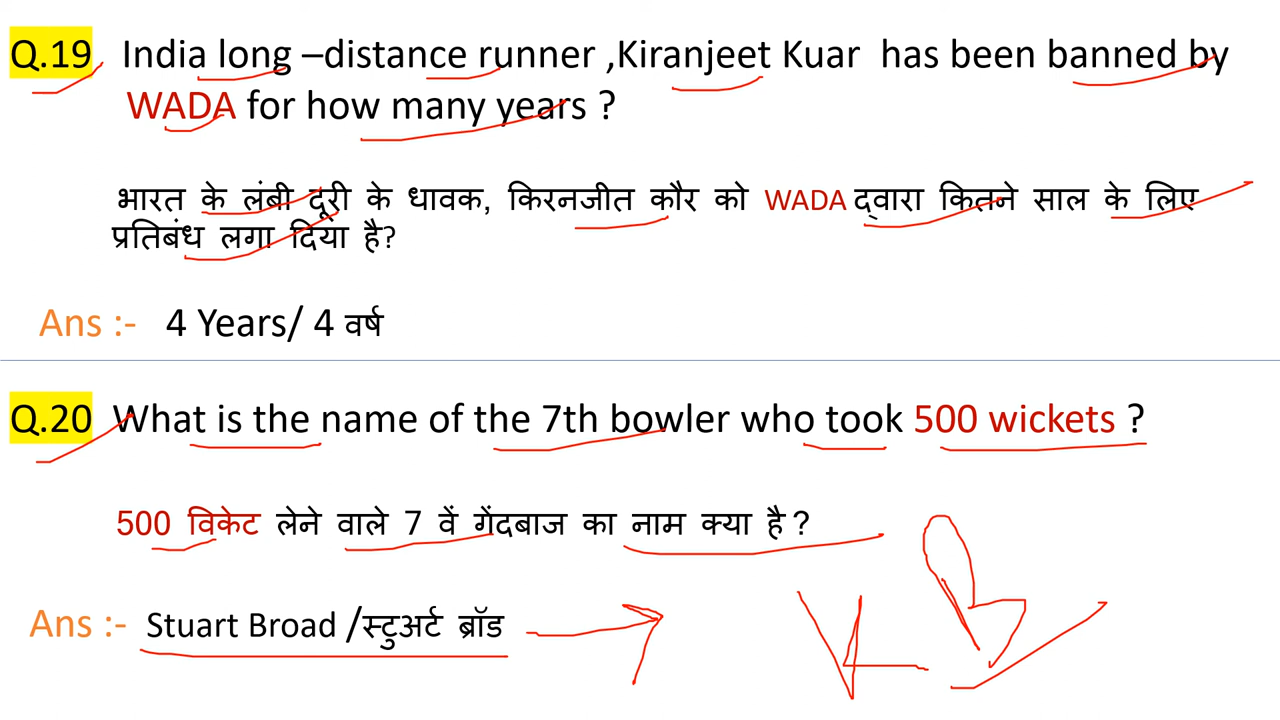 Q.19 India long –distance runner ,Kiranjeet Kuar has been banned by
WADA for how many years ?
भारत के लंबी दूरी के धावक, किरनजीत कौर को WADA द्वारा कितने साल के लिए
प्रतिबंध लगा दिया है?
Ans :- 4 Years/ 4 वर्ष
Q.20 What is the name of the 7th bowler who took 500 wickets ?
500 विकेट लेने वाले 7 वें गेंदबाज का नाम क्या है ?
Ans :- Stuart Broad /स्टुअर्ट ब्रॉड